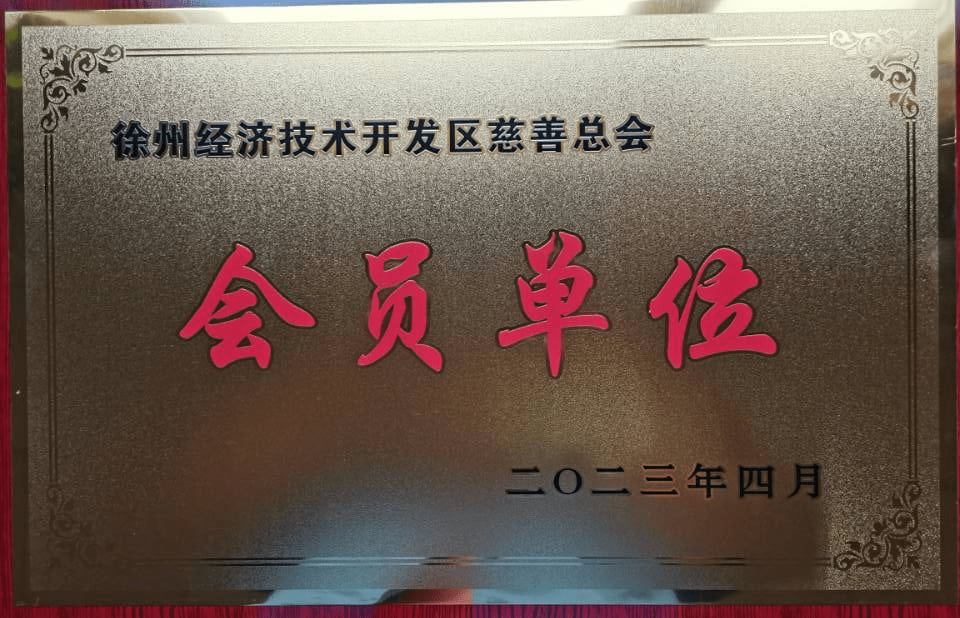 徐州经济技术开发区慈善总会
会员单位
二〇二三年四月